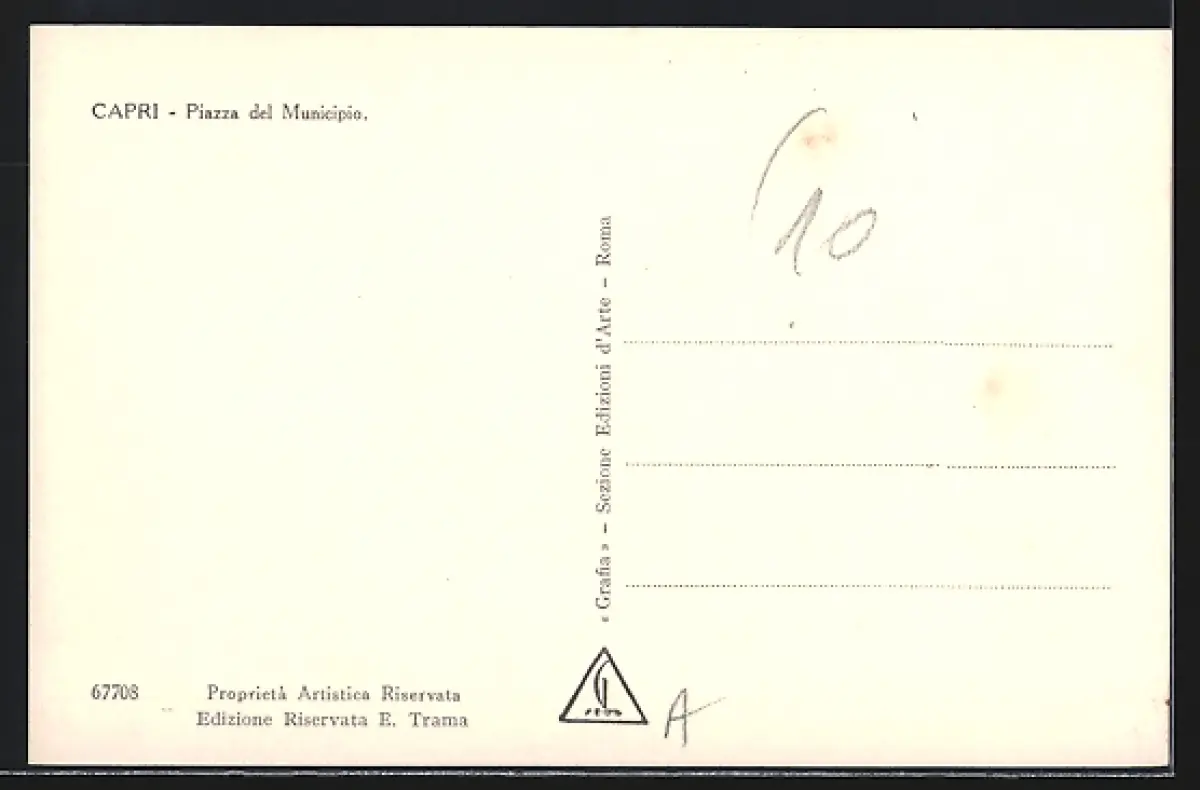 CAPRI - Piazza del Municipio.
10
« Grafia » - Sezione Edizioni d'Arte - Roma
67708 Proprietà Artistica Riservata
Edizione Riservata E. Trama
A